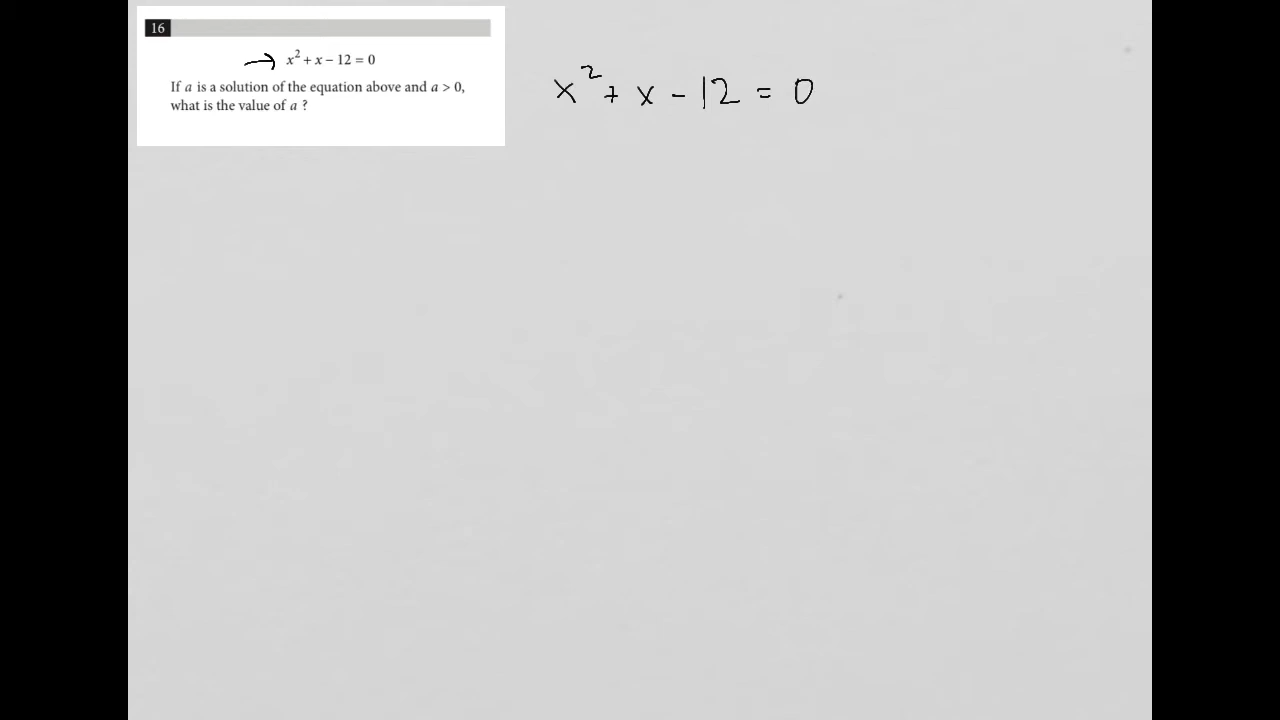 16
x² + x − 12 = 0
If a is a solution of the equation above and a > 0,
what is the value of a ?
x² + x - 12 = 0